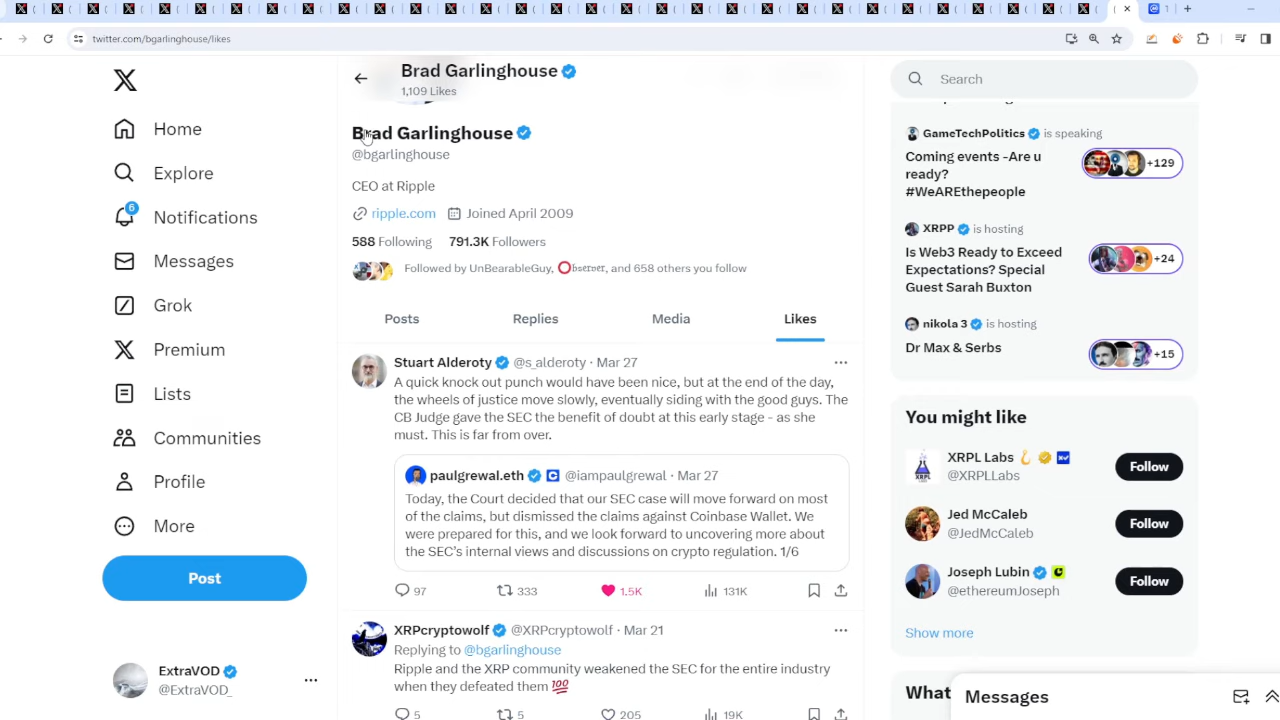 twitter.com/bgarlinghouse/likes
Brad Garlinghouse
1,109 Likes
Search
Home
Explore
6
Notifications
Messages
Grok
Premium
Lists
Communities
Profile
More
Post
ExtraVOD
@ExtraVOD_
Brad Garlinghouse
@bgarlinghouse
CEO at Ripple
ripple.com Joined April 2009
588 Following 791.3K Followers
Followed by UnBearableGuy, Observer, and 658 others you follow
Posts Replies Media Likes
Stuart Alderoty @s_alderoty · Mar 27
A quick knock out punch would have been nice, but at the end of the day,
the wheels of justice move slowly, eventually siding with the good guys. The
CB Judge gave the SEC the benefit of doubt at this early stage - as she
must. This is far from over.
paulgrewal.eth @iampaulgrewal · Mar 27
Today, the Court decided that our SEC case will move forward on most
of the claims, but dismissed the claims against Coinbase Wallet. We
were prepared for this, and we look forward to uncovering more about
the SEC's internal views and discussions on crypto regulation. 1/6
97 333 1.5K 131K
XRPcryptowolf @XRPcryptowolf · Mar 21
Replying to @bgarlinghouse
Ripple and the XRP community weakened the SEC for the entire industry
when they defeated them 💯
5 5 205 19K
GameTechPolitics is speaking
Coming events -Are u
ready?
#WeAREthepeople
+129
XRPP is hosting
Is Web3 Ready to Exceed
Expectations? Special
Guest Sarah Buxton
+24
nikola 3 is hosting
Dr Max & Serbs
+15
You might like
XRPL Labs
@XRPLLabs
Follow
Jed McCaleb
@JedMcCaleb
Follow
Joseph Lubin
@ethereumJoseph
Follow
Show more
What
Messages